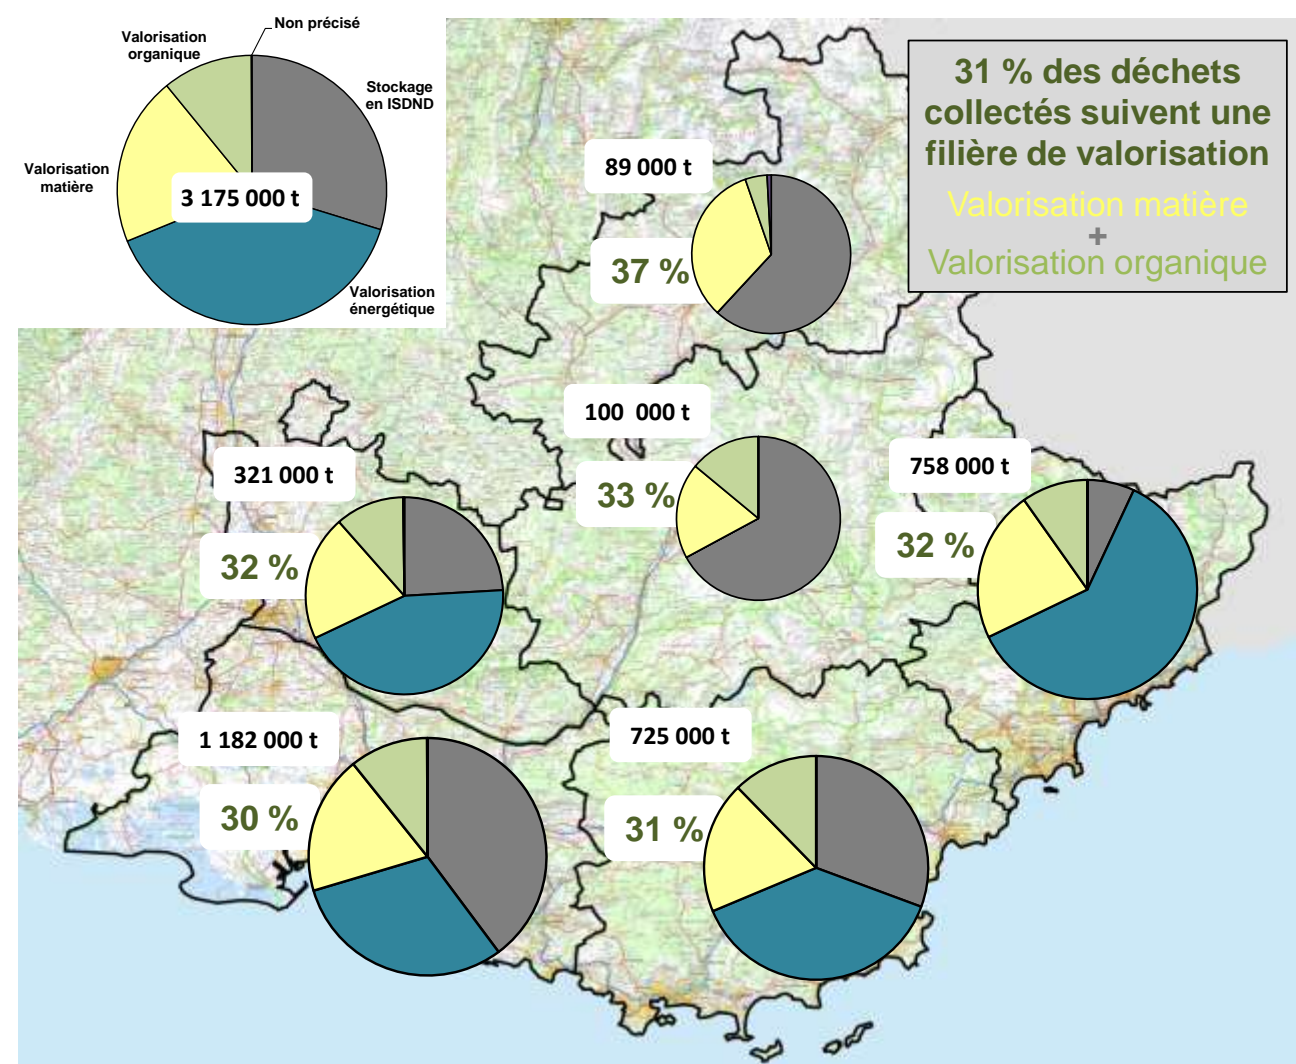 Non précisé
Valorisation
organique
Stockage
en ISDND
Valorisation
matière
3 175 000 t
Valorisation
énergétique
31 % des déchets
collectés suivent une
filière de valorisation
Valorisation matière
+
Valorisation organique
89 000 t
37 %
100 000 t
33 %
758 000 t
32 %
321 000 t
32 %
1 182 000 t
30 %
725 000 t
31 %